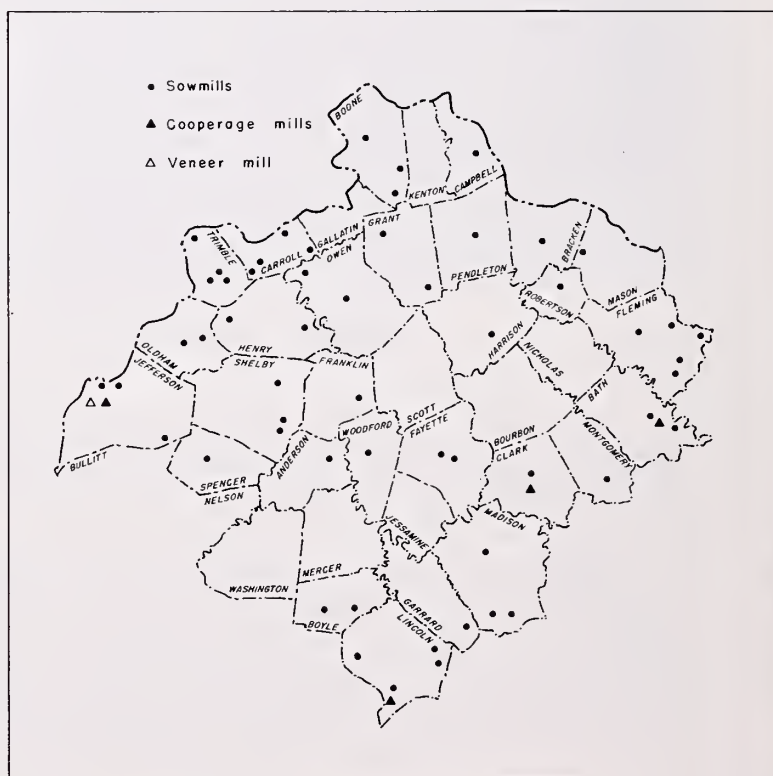 Sowmills
Cooperage mills
Veneer mill
BOONE
KENTON
CAMPBELL
GALLATIN
GRANT
TRIMBLE
CARROLL
OWEN
BRACKEN
PENDLETON
ROBERTSON
MASON
FLEMING
OLDHAM
JEFFERSON
HENRY
SHELBY
FRANKLIN
HARRISON
NICHOLAS
BATH
SCOTT
FAYETTE
WOODFORD
BOURBON
CLARK
MONTGOMERY
BULLITT
SPENCER
NELSON
ANDERSON
JESSAMINE
MADISON
MERCER
WASHINGTON
GARRARD
LINCOLN
BOYLE